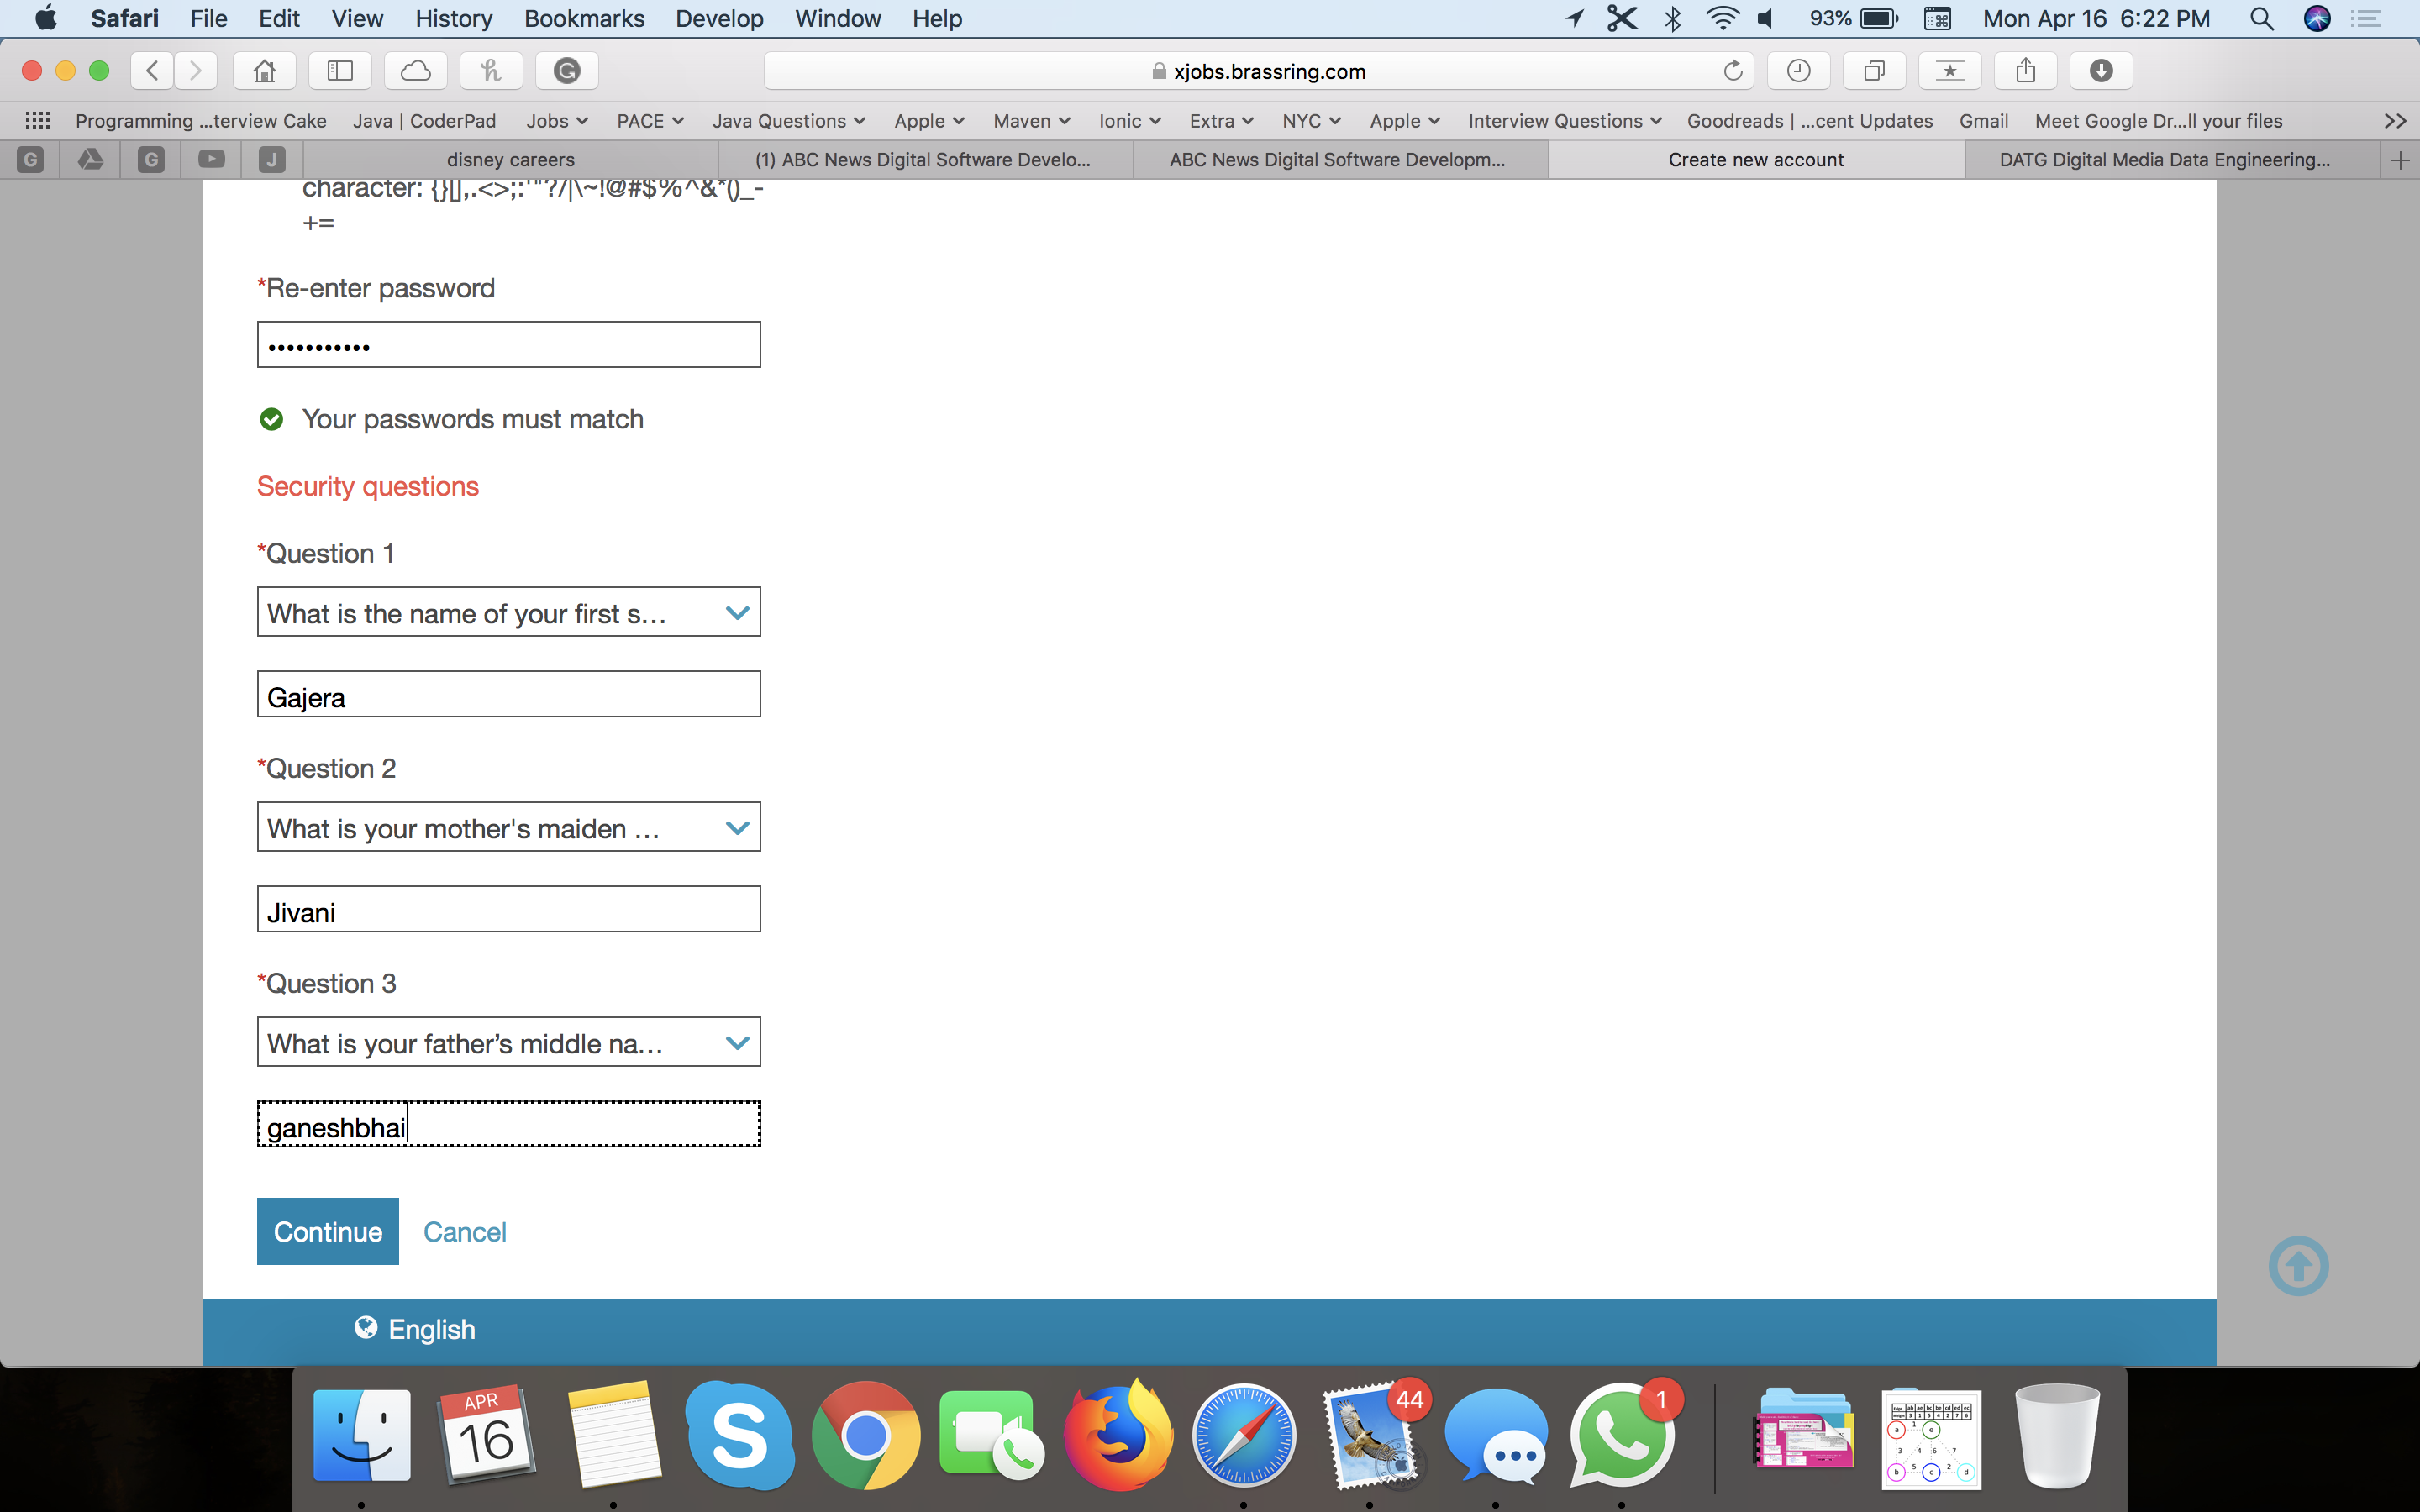 Safari File Edit View History Bookmarks Develop Window Help 93% Mon Apr 16 6:22 PM
xjobs.brassring.com
Programming ...terview Cake Java | CoderPad Jobs PACE Java Questions Apple Maven Ionic Extra NYC Apple Interview Questions Goodreads | ...cent Updates Gmail Meet Google Dr...ll your files
G G J disney careers (1) ABC News Digital Software Develo... ABC News Digital Software Developm... Create new account DATG Digital Media Data Engineering...
character: {}[],.<>;:'"?/|\~!@#$%^&*()_-
+=
*Re-enter password
•••••••••••
Your passwords must match
Security questions
*Question 1
What is the name of your first s...
Gajera
*Question 2
What is your mother's maiden ...
Jivani
*Question 3
What is your father’s middle na...
ganeshbhai
Continue Cancel
English
APR
16
S
44
1